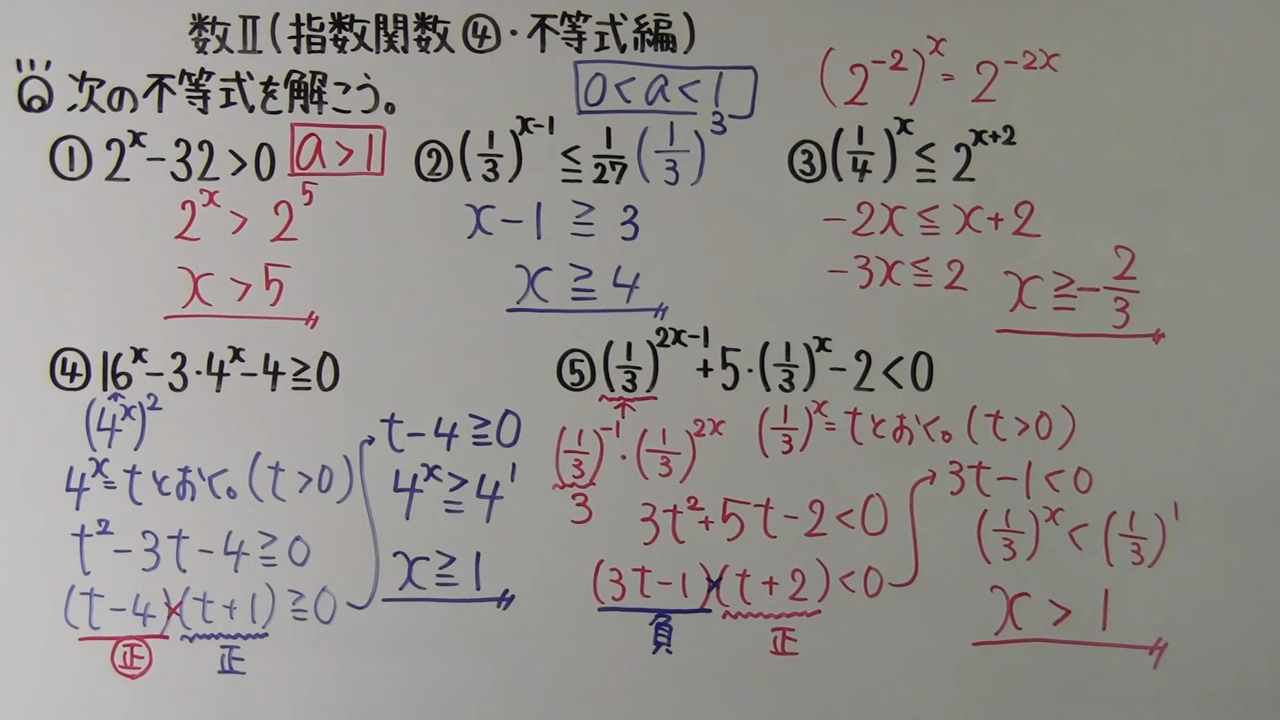 数Ⅱ(指数関数④・不等式編)
◎次の不等式を解こう。
0<a<1
(2^{-2})^x=2^{-2x}
①2^x-32>0 a>1
2^x>2^5
x>5
②(1/3)^{x-1}≦1/27 (1/3)^3
x-1≧3
x≧4
③(1/4)^x≦2^{x+2}
-2x≦x+2
-3x≦2
x≧-2/3
④16^x-3・4^x-4≧0
(4^x)^2
4^x=tとおく。(t>0)
t^2-3t-4≧0
(t-4)×(t+1)≧0
正 正
t-4≧0
4^x≧4^1
x≧1
⑤(1/3)^{2x-1}+5・(1/3)^x-2<0
(1/3)^{-1}・(1/3)^{2x}
3
(1/3)^x=tとおく。(t>0)
3t^2+5t-2<0
(3t-1)×(t+2)<0
負 正
3t-1<0
(1/3)^x<(1/3)^1
x>1